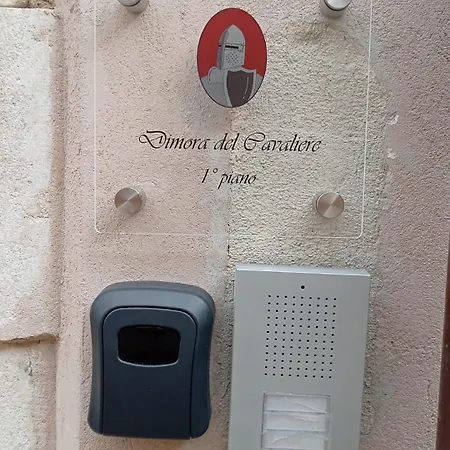 Dimora del Cavaliere
1° piano